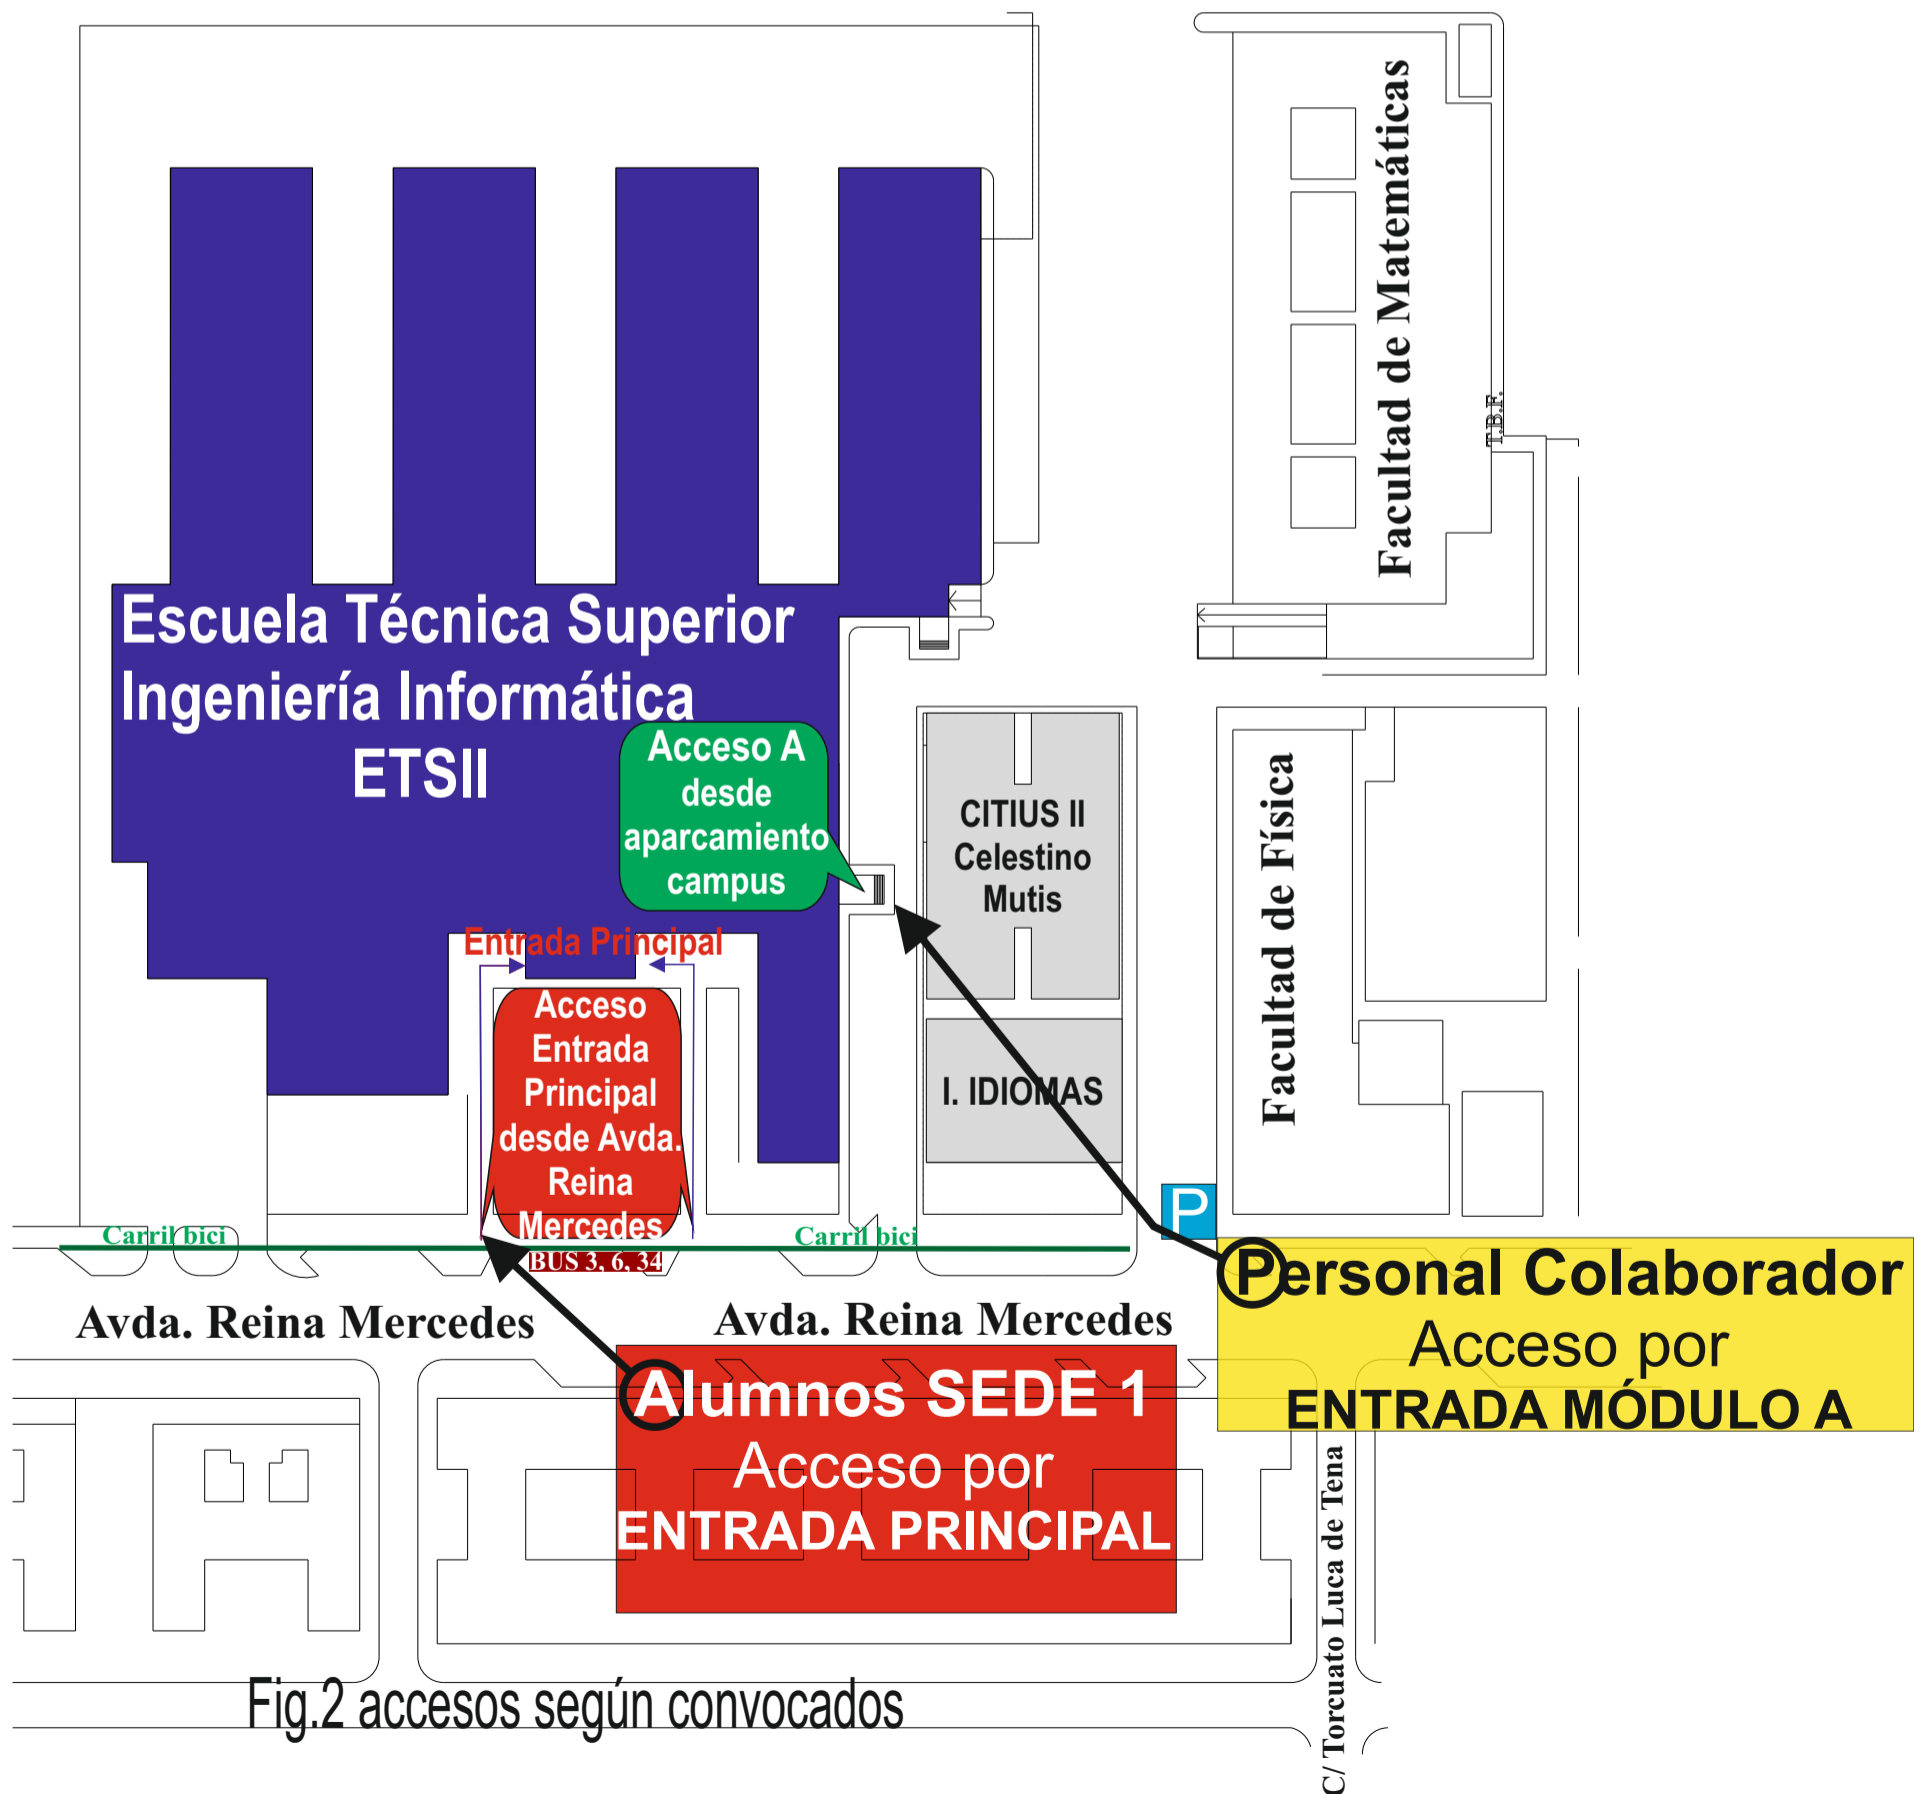 Facultad de Matemáticas
T.B.F.
Escuela Técnica Superior
Ingeniería Informática
ETSII
Acceso A
desde
aparcamiento
campus
CITIUS II
Celestino
Mutis
Facultad de Física
Entrada Principal
Acceso
Entrada
Principal
desde Avda.
Reina
Mercedes
I. IDIOMAS
P
Carril bici
Carril bici
BUS 3, 6, 34
Personal Colaborador
Acceso por
ENTRADA MÓDULO A
Avda. Reina Mercedes
Avda. Reina Mercedes
Alumnos SEDE 1
Acceso por
ENTRADA PRINCIPAL
C/ Torcuato Luca de Tena
Fig.2 accesos según convocados